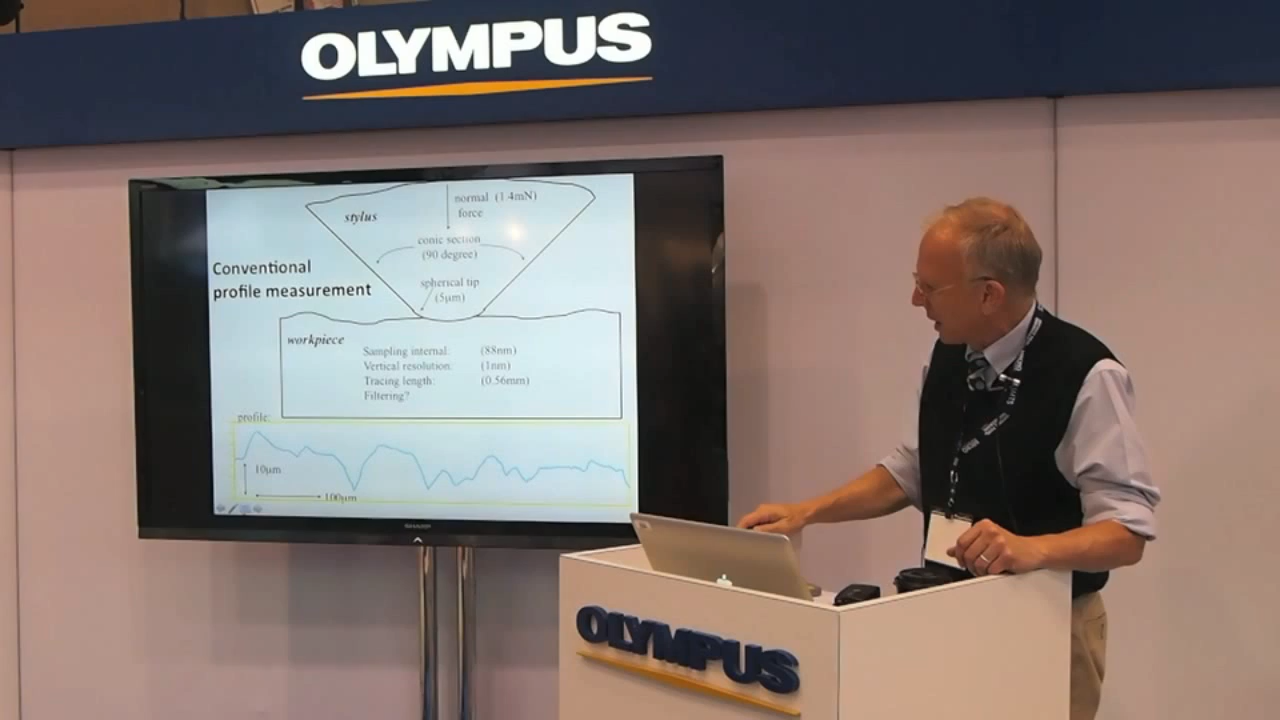 OLYMPUS
normal (1.4mN)
force
stylus
conic section
(90 degree)
Conventional
profile measurement
spherical tip
(5µm)
workpiece
Sampling internal: (88nm)
Vertical resolution: (1nm)
Tracing length: (0.56mm)
Filtering?
profile:
10µm
100µm
SHARP
OLYMPUS